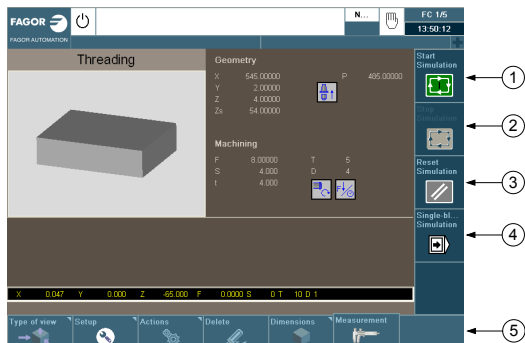 FAGOR
N...
FC 1/5
13:50:12
FAGOR AUTOMATION
Threading
Geometry
X 545.00000 P 485.00000
Y 2.00000
Z 4.00000
Zs 54.00000
Machining
F 8.00000 T 5
S 4.000 D 4
t 4.000
F
Start
Simulation
1
Stop
Simulation
2
Reset
Simulation
3
Single-bl...
Simulation
4
X 0.047 Y 0.000 Z -65.000 F 0.0000 S 0 T 10 D 1
Type of view
Setup
Actions
Delete
Dimensions
Measurement
5